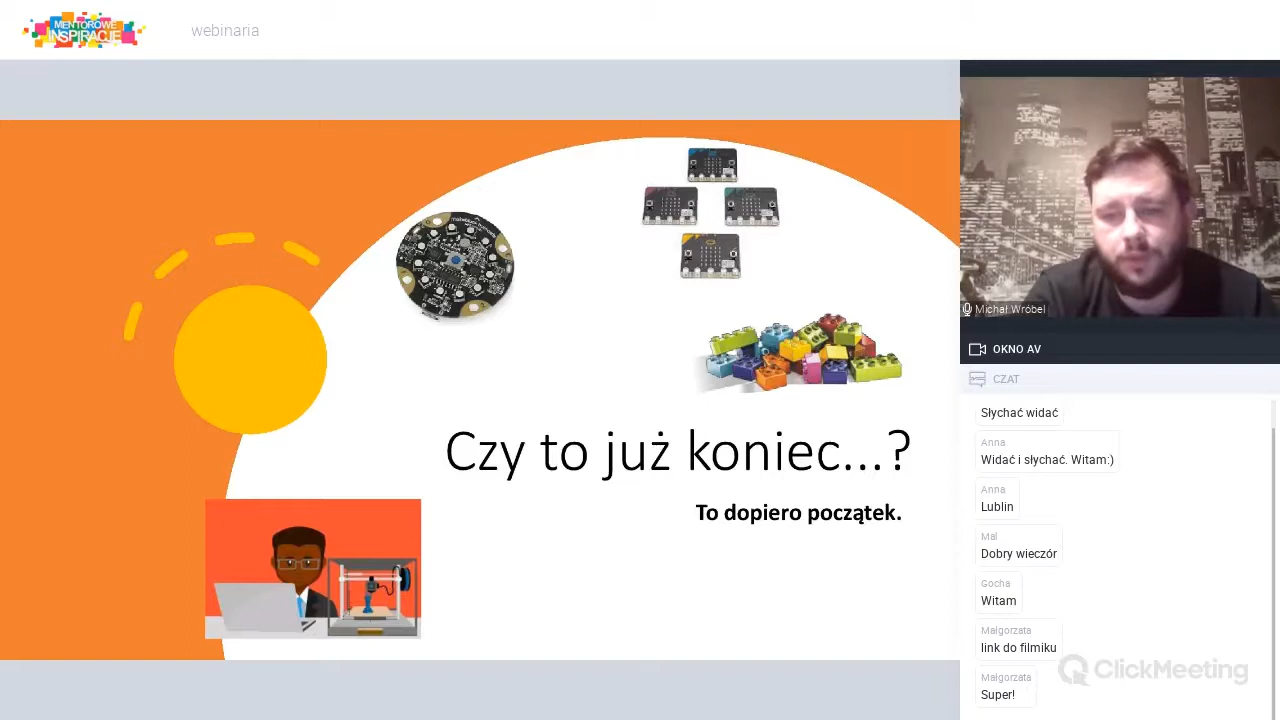 MENTOROWE
INSPIRACJE
webinaria
Czy to już koniec...?
To dopiero początek.
Michał Wróbel
OKNO AV
CZAT
Słychać widać
Anna
Widać i słychać. Witam:)
Anna
Lublin
Mal
Dobry wieczór
Gocha
Witam
Małgorzata
link do filmiku
Małgorzata
Super!
ClickMeeting